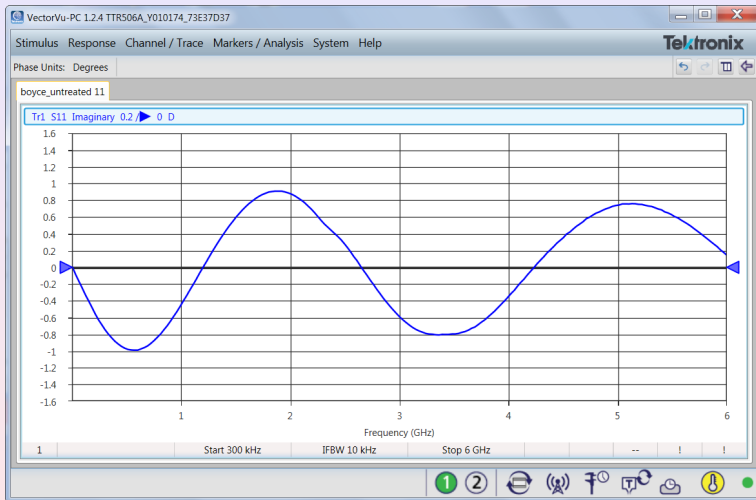 VectorVu-PC 1.2.4 TTR506A_Y010174_73E37D37
Stimulus Response Channel / Trace Markers / Analysis System Help
Tektronix
Phase Units: Degrees
boyce_untreated 11
Tr1 S11 Imaginary 0.2 / 0 D
1.6
1.4
1.2
1
0.8
0.6
0.4
0.2
0
-0.2
-0.4
-0.6
-0.8
-1
-1.2
-1.4
-1.6
1 2 3 4 5 6
Frequency (GHz)
1 Start 300 kHz IFBW 10 kHz Stop 6 GHz -- ! !
1 2 T